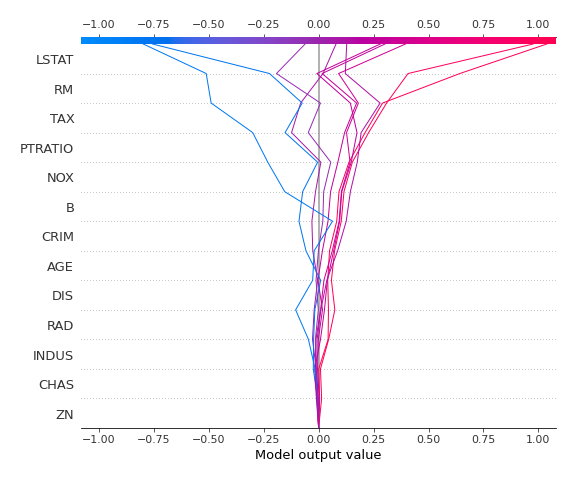 −1.00 −0.75 −0.50 −0.25 0.00 0.25 0.50 0.75 1.00
LSTAT
RM
TAX
PTRATIO
NOX
B
CRIM
AGE
DIS
RAD
INDUS
CHAS
ZN
−1.00 −0.75 −0.50 −0.25 0.00 0.25 0.50 0.75 1.00
Model output value